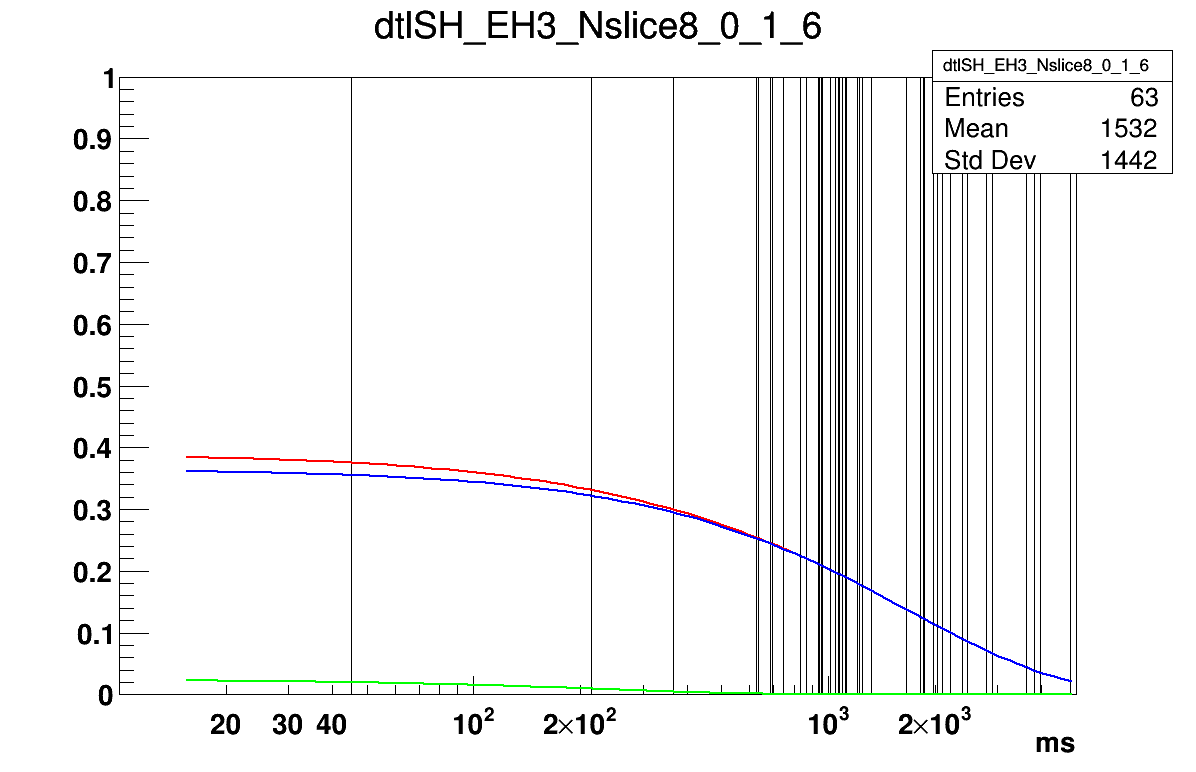 dtlSH_EH3_Nslice8_0_1_6
dtlSH_EH3_Nslice8_0_1_6
Entries 63
Mean 1532
Std Dev 1442
1
0.9
0.8
0.7
0.6
0.5
0.4
0.3
0.2
0.1
0
20 30 40 10² 2×10² 10³ 2×10³
ms